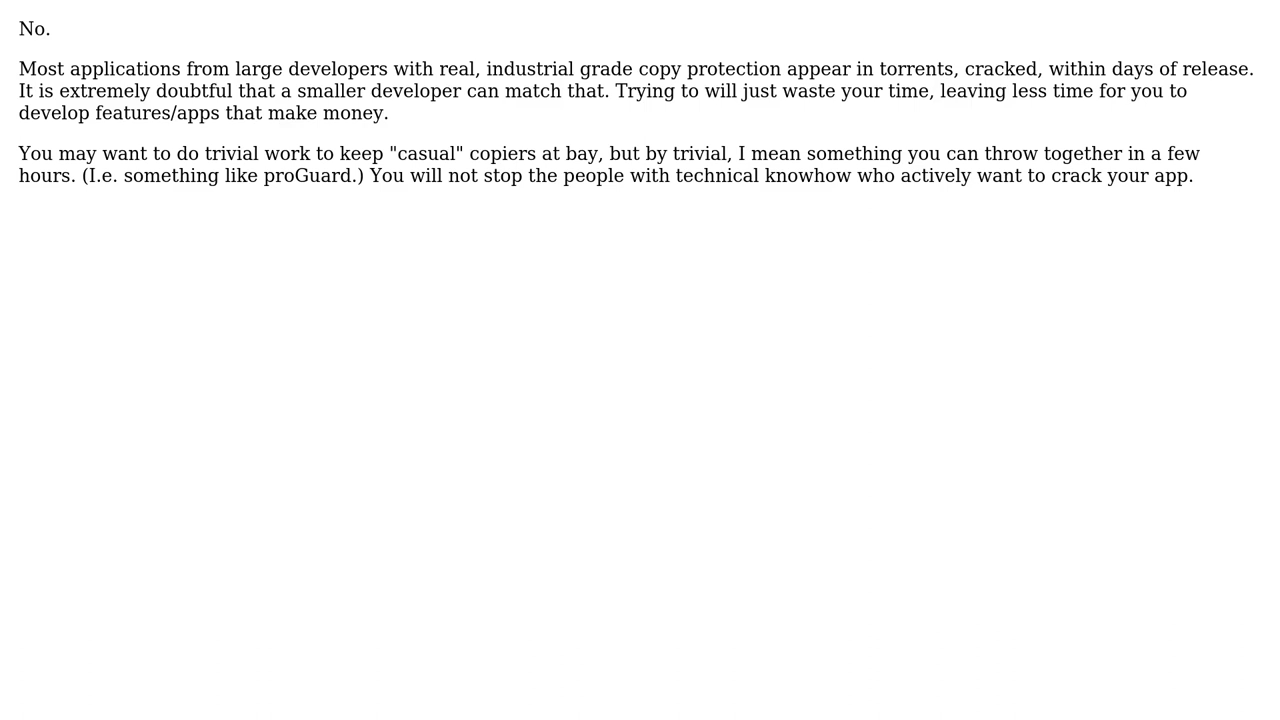 No.
Most applications from large developers with real, industrial grade copy protection appear in torrents, cracked, within days of release.
It is extremely doubtful that a smaller developer can match that. Trying to will just waste your time, leaving less time for you to
develop features/apps that make money.
You may want to do trivial work to keep "casual" copiers at bay, but by trivial, I mean something you can throw together in a few
hours. (I.e. something like proGuard.) You will not stop the people with technical knowhow who actively want to crack your app.